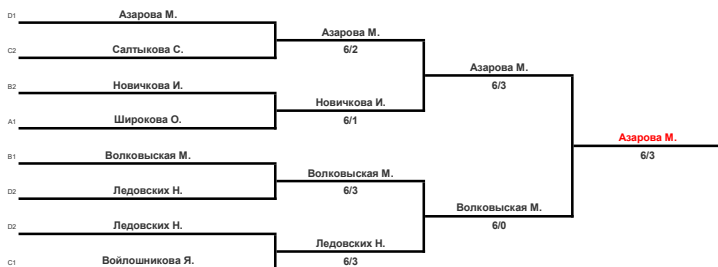 D1 Азарова М.
Азарова М.
C2 Салтыкова С. 6/2
Азарова М.
B2 Новичкова И. 6/3
Новичкова И.
A1 Широкова О. 6/1
Азарова М.
B1 Волковыская М. 6/3
Волковыская М.
D2 Ледовских Н. 6/3
Волковыская М.
D2 Ледовских Н. 6/0
Ледовских Н.
C1 Войлошникова Я. 6/3